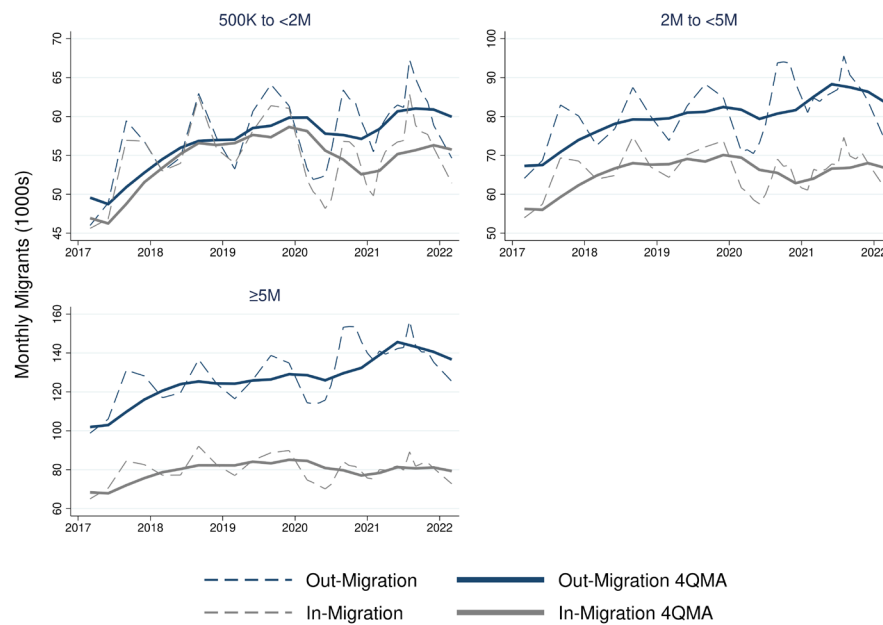 500K to <2M
2M to <5M
70
65
60
55
50
45
2017 2018 2019 2020 2021 2022
100
90
80
70
60
50
2017 2018 2019 2020 2021 2022
Monthly Migrants (1000s)
≥5M
160
140
120
100
80
60
2017 2018 2019 2020 2021 2022
Out-Migration Out-Migration 4QMA
In-Migration In-Migration 4QMA